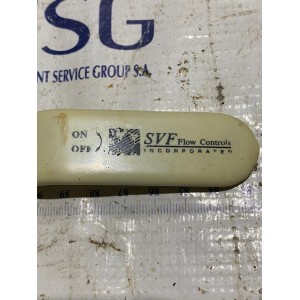 SG
NT SERVICE GROUP S.A.
ON
OFF
SVF Flow Controls
INCORPORATED